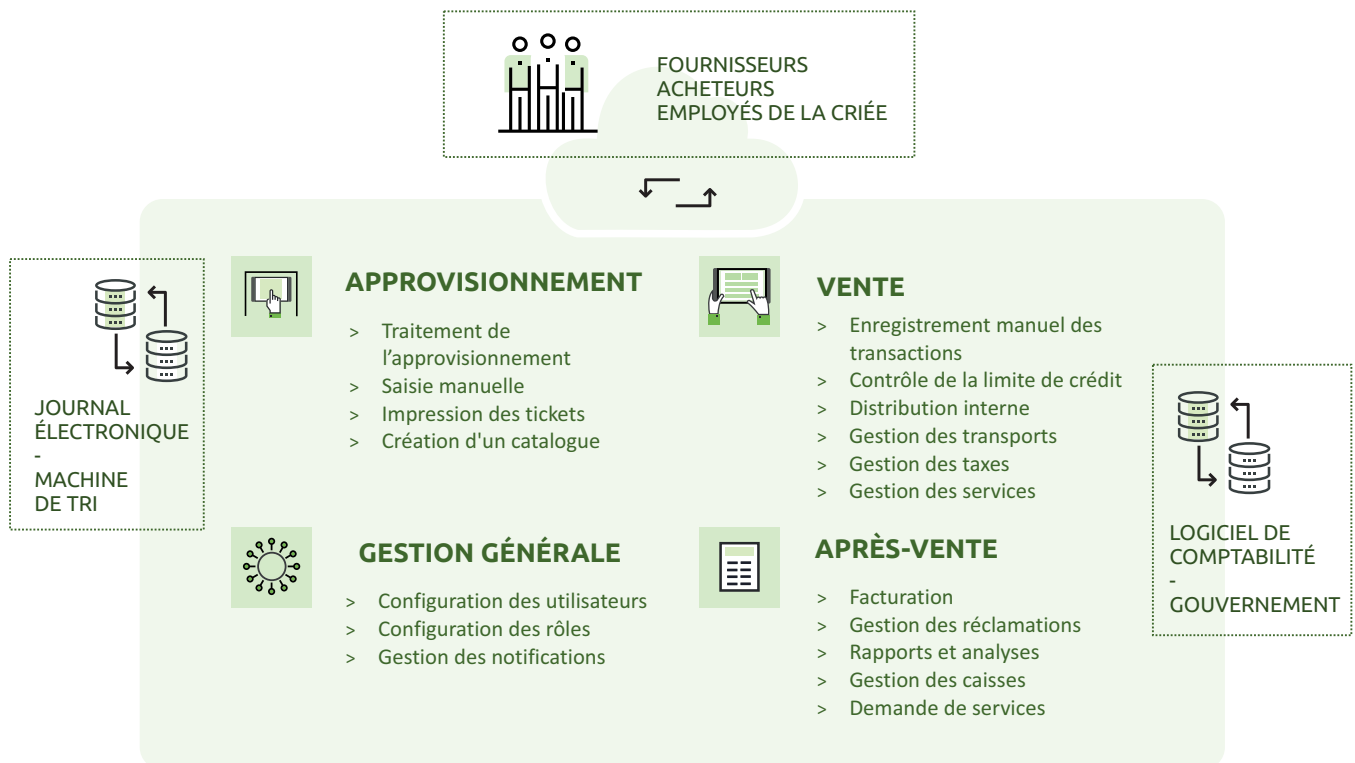 FOURNISSEURS
ACHETEURS
EMPLOYÉS DE LA CRIÉE
JOURNAL
ÉLECTRONIQUE
-
MACHINE
DE TRI
APPROVISIONNEMENT
> Traitement de
l’approvisionnement
> Saisie manuelle
> Impression des tickets
> Création d'un catalogue
VENTE
> Enregistrement manuel des
transactions
> Contrôle de la limite de crédit
> Distribution interne
> Gestion des transports
> Gestion des taxes
> Gestion des services
GESTION GÉNÉRALE
> Configuration des utilisateurs
> Configuration des rôles
> Gestion des notifications
APRÈS-VENTE
> Facturation
> Gestion des réclamations
> Rapports et analyses
> Gestion des caisses
> Demande de services
LOGICIEL DE
COMPTABILITÉ
-
GOUVERNEMENT